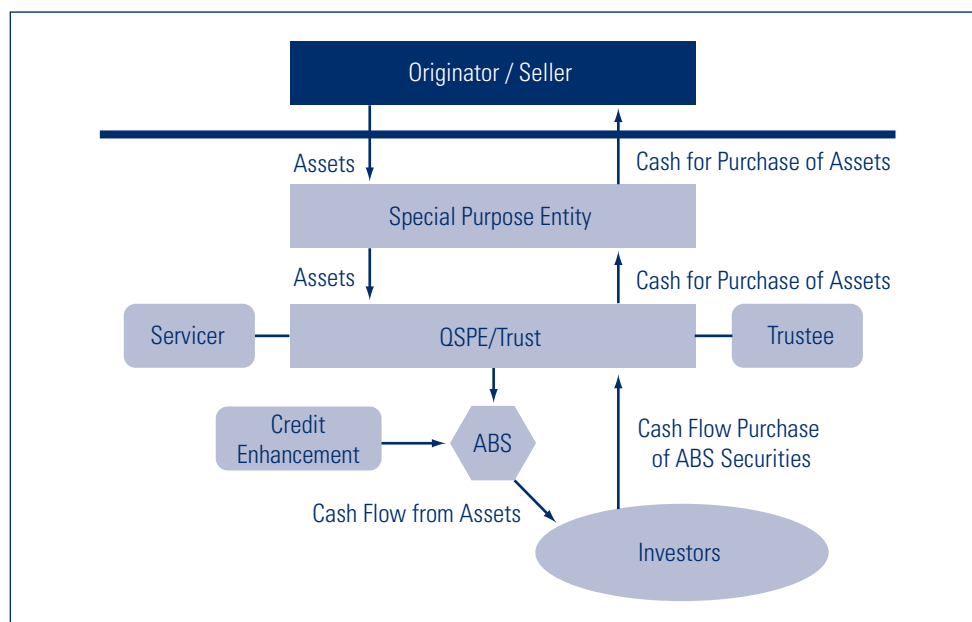 Originator / Seller
Assets
Cash for Purchase of Assets
Special Purpose Entity
Assets
Cash for Purchase of Assets
Servicer
QSPE/Trust
Trustee
Credit
Enhancement
ABS
Cash Flow Purchase
of ABS Securities
Cash Flow from Assets
Investors